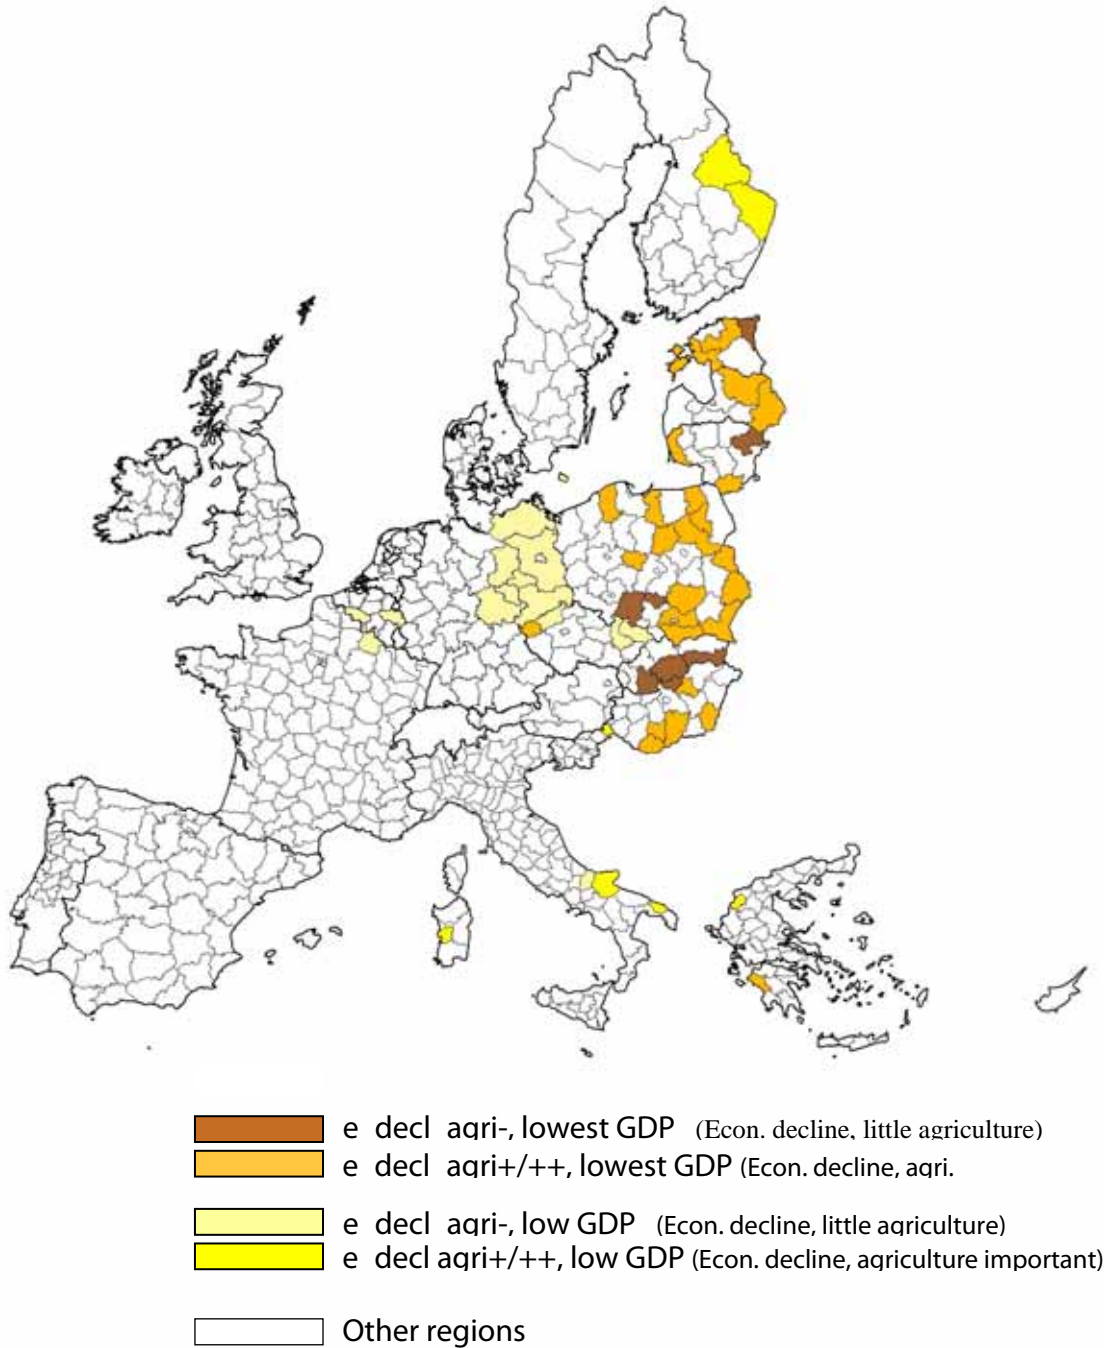 e decl agri-, lowest GDP (Econ. decline, little agriculture)
e decl agri+/++, lowest GDP (Econ. decline, agri.
e decl agri-, low GDP (Econ. decline, little agriculture)
e decl agri+/++, low GDP (Econ. decline, agriculture important)
Other regions